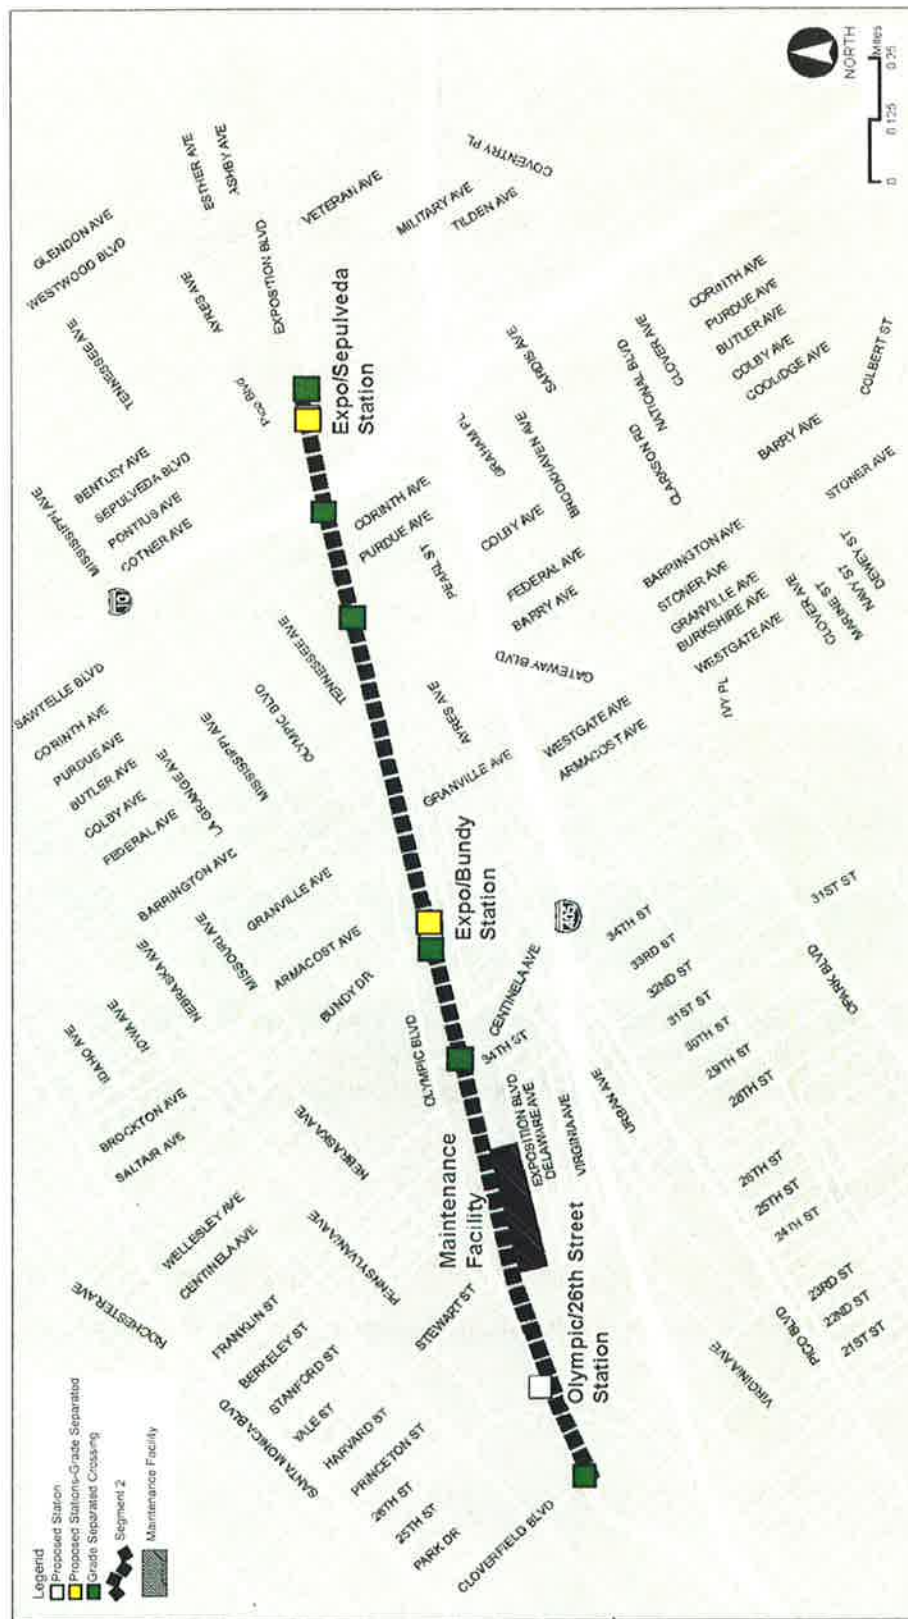 Legend
Proposed Station
Proposed Stations-Grade Separated
Grade Separated Crossing
Segment 2
Maintenance Facility
ROCHESTER AVE
SANTA MONICA BLVD
FRANKLIN ST
BERKELEY ST
STANFORD ST
YALE ST
HARVARD ST
PRINCETON ST
26TH ST
25TH ST
PARK DR
CLOVERFIELD BLVD
WELLESLEY AVE
CENTINELA AVE
PENNSYLVANIA AVE
STEWART ST
BROCKTON AVE
SALTAIR AVE
NEBRASKA AVE
IDAHO AVE
IOWA AVE
NEBRASKA AVE
MISSOURI AVE
BARRINGTON AVE
GRANVILLE AVE
ARMACOST AVE
BUNDY DR
OLYMPIC BLVD
SAWTELLE BLVD
CORINTH AVE
PURDUE AVE
BUTLER AVE
COLBY AVE
FEDERAL AVE
LA GRANGE AVE
MISSISSIPPI AVE
OLYMPIC BLVD
TENNESSEE AVE
10
MISSISSIPPI AVE
BENTLEY AVE
SEPULVEDA BLVD
PONTIUS AVE
COTNER AVE
TENNESSEE AVE
GLENDON AVE
WESTWOOD BLVD
AYRES AVE
Pico Blvd
EXPOSITION BLVD
ESTHER AVE
ASHBY AVE
VETERAN AVE
MILITARY AVE
TILDEN AVE
COVENTRY PL
Maintenance
Facility
Olympic/26th Street
Station
Expo/Bundy
Station
Expo/Sepulveda
Station
34TH ST
CENTINELA AVE
EXPOSITION BLVD
DELAWARE AVE
VIRGINIA AVE
URBAN AVE
405
GRANVILLE AVE
AYRES AVE
WESTGATE AVE
ARMACOST AVE
GATEWAY BLVD
CORINTH AVE
PURDUE AVE
PEARL ST
COLBY AVE
FEDERAL AVE
BARRY AVE
GRAHAM PL
BROOKHAVEN AVE
SARDIS AVE
CLARKSON RD
NATIONAL BLVD
CLOVER AVE
CORINTH AVE
PURDUE AVE
BUTLER AVE
COLBY AVE
COOLIDGE AVE
COLBERT ST
BARRY AVE
STONER AVE
BARRINGTON AVE
STONER AVE
GRANVILLE AVE
BURKSHIRE AVE
WESTGATE AVE
IVY PL
CLOVER AVE
MARINE ST
NAVY ST
DEWEY ST
34TH ST
33RD ST
32ND ST
31ST ST
30TH ST
29TH ST
28TH ST
31ST ST
OPARK BLVD
26TH ST
25TH ST
24TH ST
23RD ST
22ND ST
21ST ST
PICO BLVD
VIRGINIA AVE
NORTH
Miles
0 0.125 0.25